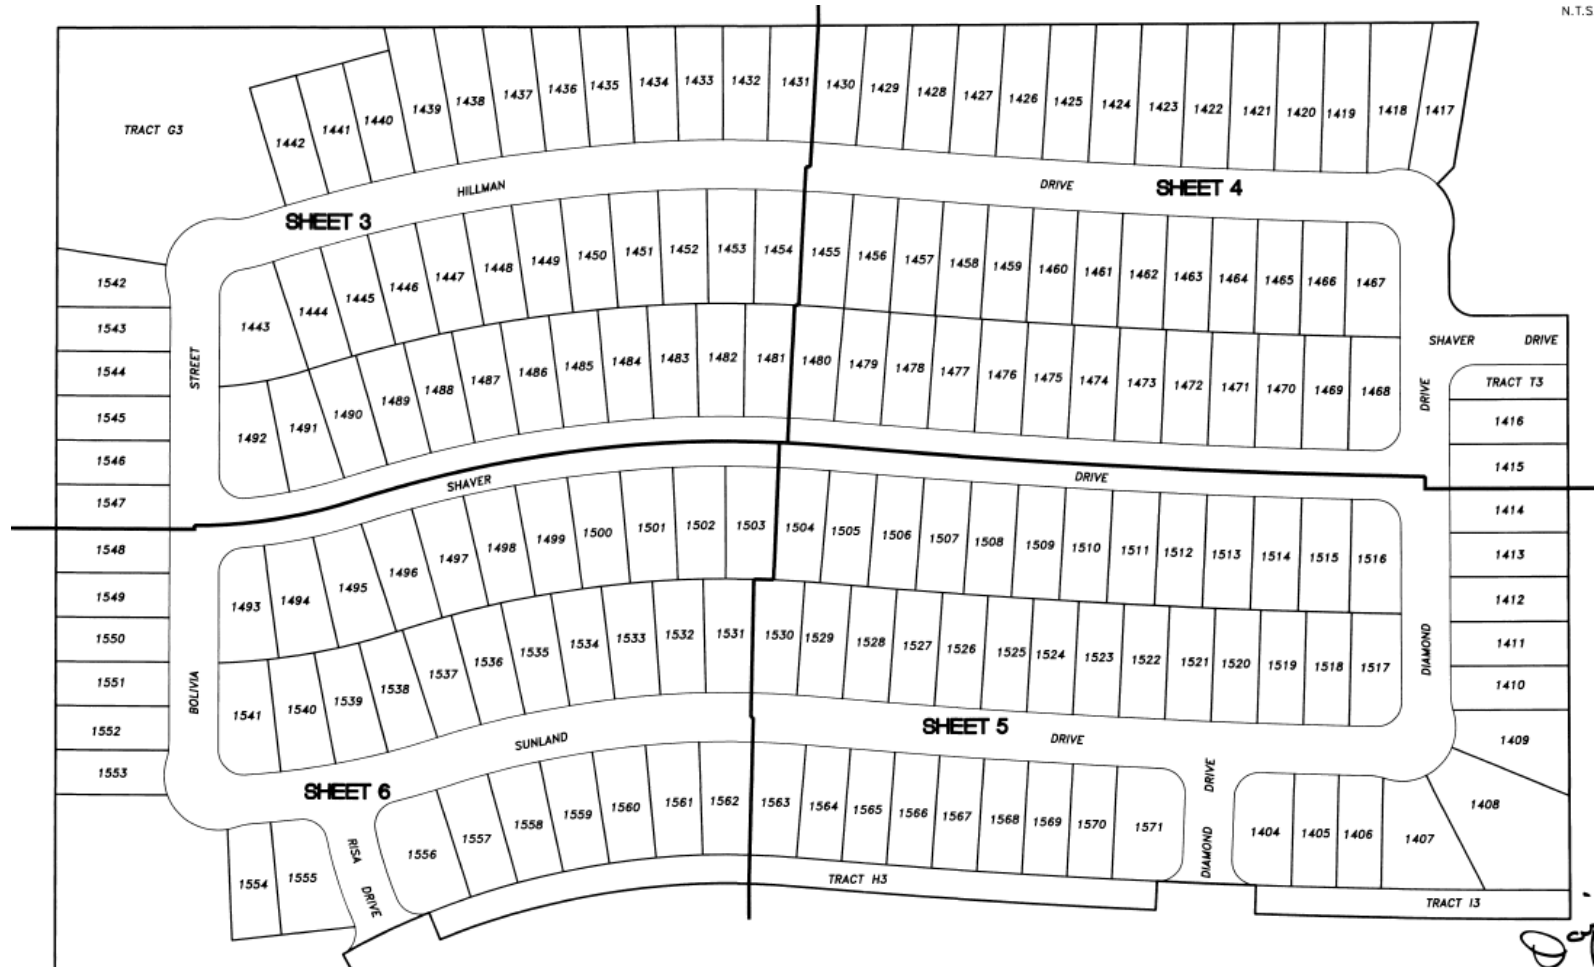 N.T.S
1439 1438 1437 1436 1435 1434 1433 1432 1431 1430 1429 1428 1427 1426 1425 1424 1423 1422 1421 1420 1419 1418 1417
TRACT G3 1442 1441 1440
HILLMAN DRIVE
SHEET 3 SHEET 4
1443 1444 1445 1446 1447 1448 1449 1450 1451 1452 1453 1454 1455 1456 1457 1458 1459 1460 1461 1462 1463 1464 1465 1466 1467
1542
1543
1544
1545
1546
1547
1548
1549
1550
1551
1552
1553
STREET
BOLIVIA
1492 1491 1490 1489 1488 1487 1486 1485 1484 1483 1482 1481 1480 1479 1478 1477 1476 1475 1474 1473 1472 1471 1470 1469 1468
SHAVER DRIVE
DRIVE
DIAMOND
TRACT T3
1416
1415
1414
1413
1412
1411
1410
1409
1408
SHAVER DRIVE
1493 1494 1495 1496 1497 1498 1499 1500 1501 1502 1503 1504 1505 1506 1507 1508 1509 1510 1511 1512 1513 1514 1515 1516
1541 1540 1539 1538 1537 1536 1535 1534 1533 1532 1531 1530 1529 1528 1527 1526 1525 1524 1523 1522 1521 1520 1519 1518 1517
SUNLAND DRIVE
SHEET 6 SHEET 5
1554 1555
RISA DRIVE
1556 1557 1558 1559 1560 1561 1562 1563 1564 1565 1566 1567 1568 1569 1570 1571
DIAMOND DRIVE
1404 1405 1406 1407
TRACT H3
TRACT I3